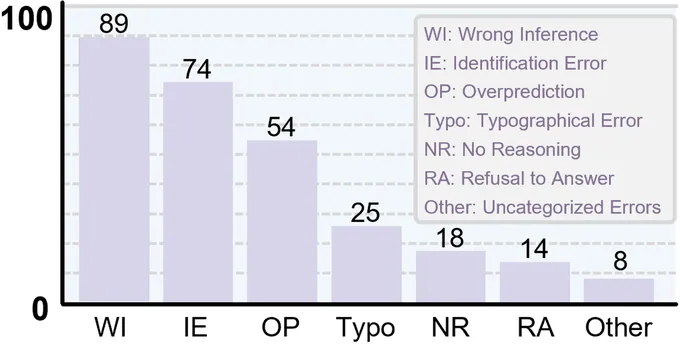 100
89
74
54
25
18
14
8
0
WI IE OP Typo NR RA Other
WI: Wrong Inference
IE: Identification Error
OP: Overprediction
Typo: Typographical Error
NR: No Reasoning
RA: Refusal to Answer
Other: Uncategorized Errors